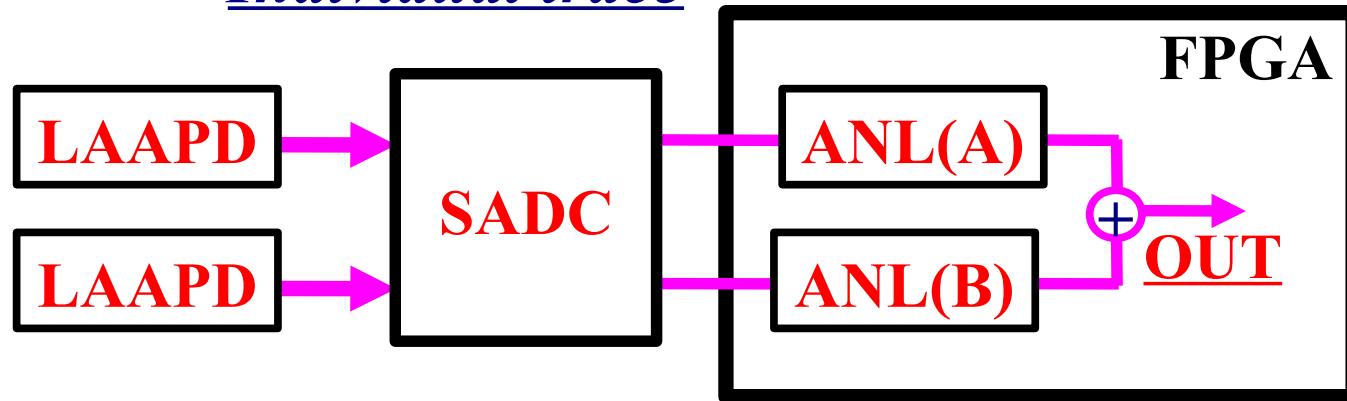 FPGA
LAAPD
ANL(A)
SADC
+
OUT
LAAPD
ANL(B)